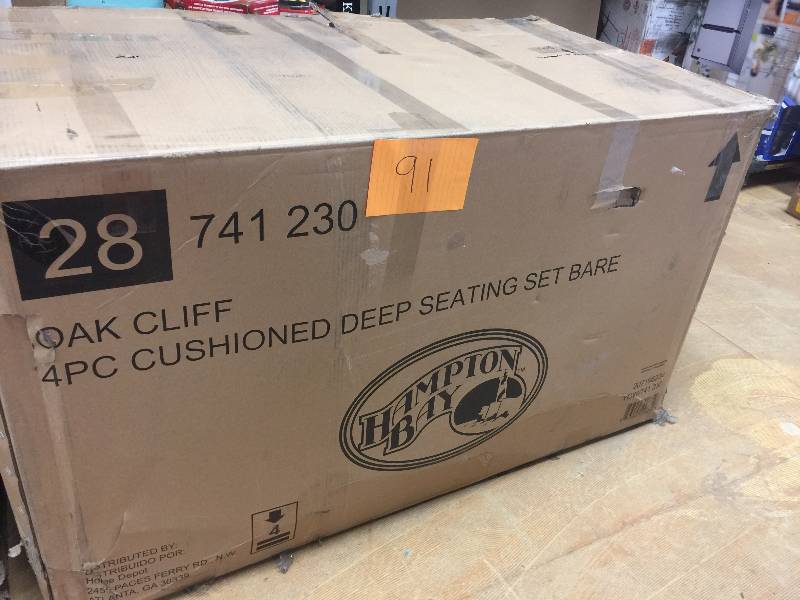 91
28 741 230
OAK CLIFF
4PC CUSHIONED DEEP SEATING SET BARE
HAMPTON
BAY
TM
4
DISTRIBUTED BY:
DISTRIBUIDO POR:
Home Depot
2455 PACES FERRY RD., N.W.
ATLANTA, GA 30339